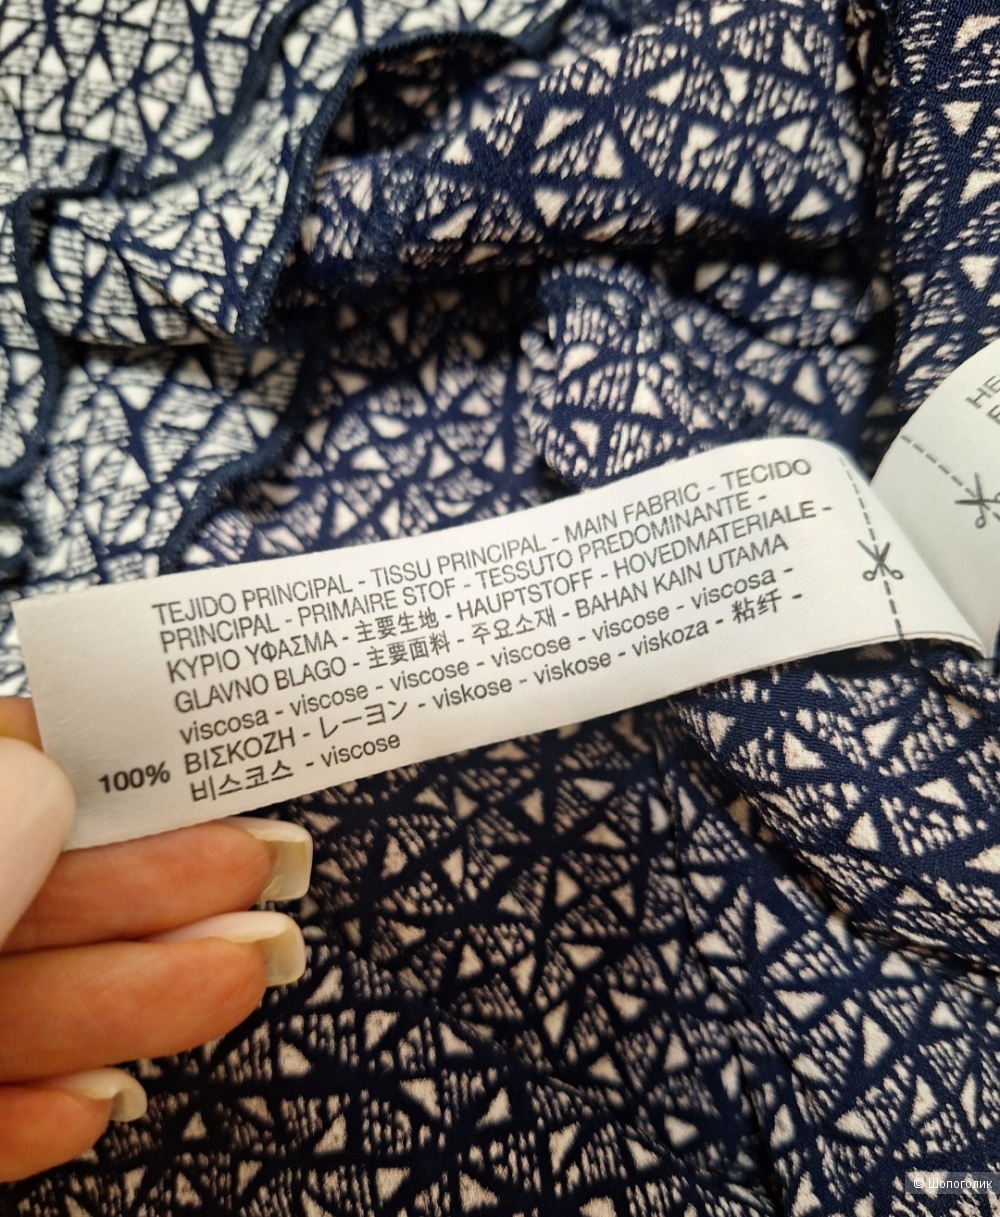 TEJIDO PRINCIPAL - TISSU PRINCIPAL - MAIN FABRIC - TECIDO
PRINCIPAL - PRIMAIRE STOF - TESSUTO PREDOMINANTE -
ΚΥΡΙΟ ΥΦΑΣΜΑ - 主要生地 - HAUPTSTOFF - HOVEDMATERIALE -
GLAVNO BLAGO - 主要面料 - 주요소재 - BAHAN KAIN UTAMA
viscosa - viscose - viscose - viscose - viscose - viscosa -
100% ΒΙΣΚΟΖΗ - レーヨン - viskose - viskose - viskoza - 粘纤 -
비스코스 - viscose
HE
© Шопоголик